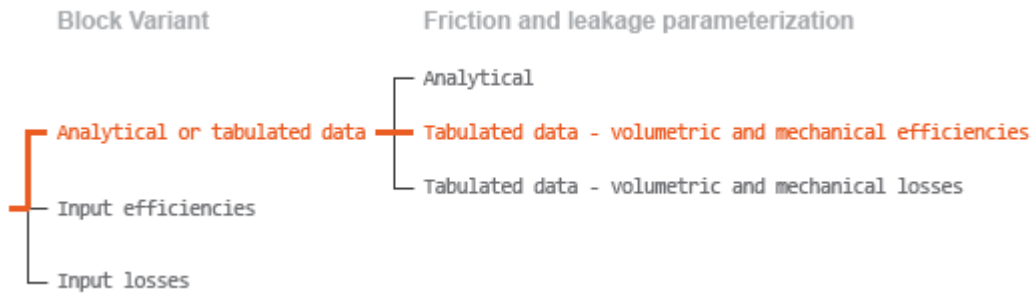 Block Variant
Friction and leakage parameterization
Analytical
Analytical or tabulated data
Tabulated data - volumetric and mechanical efficiencies
Tabulated data - volumetric and mechanical losses
Input efficiencies
Input losses